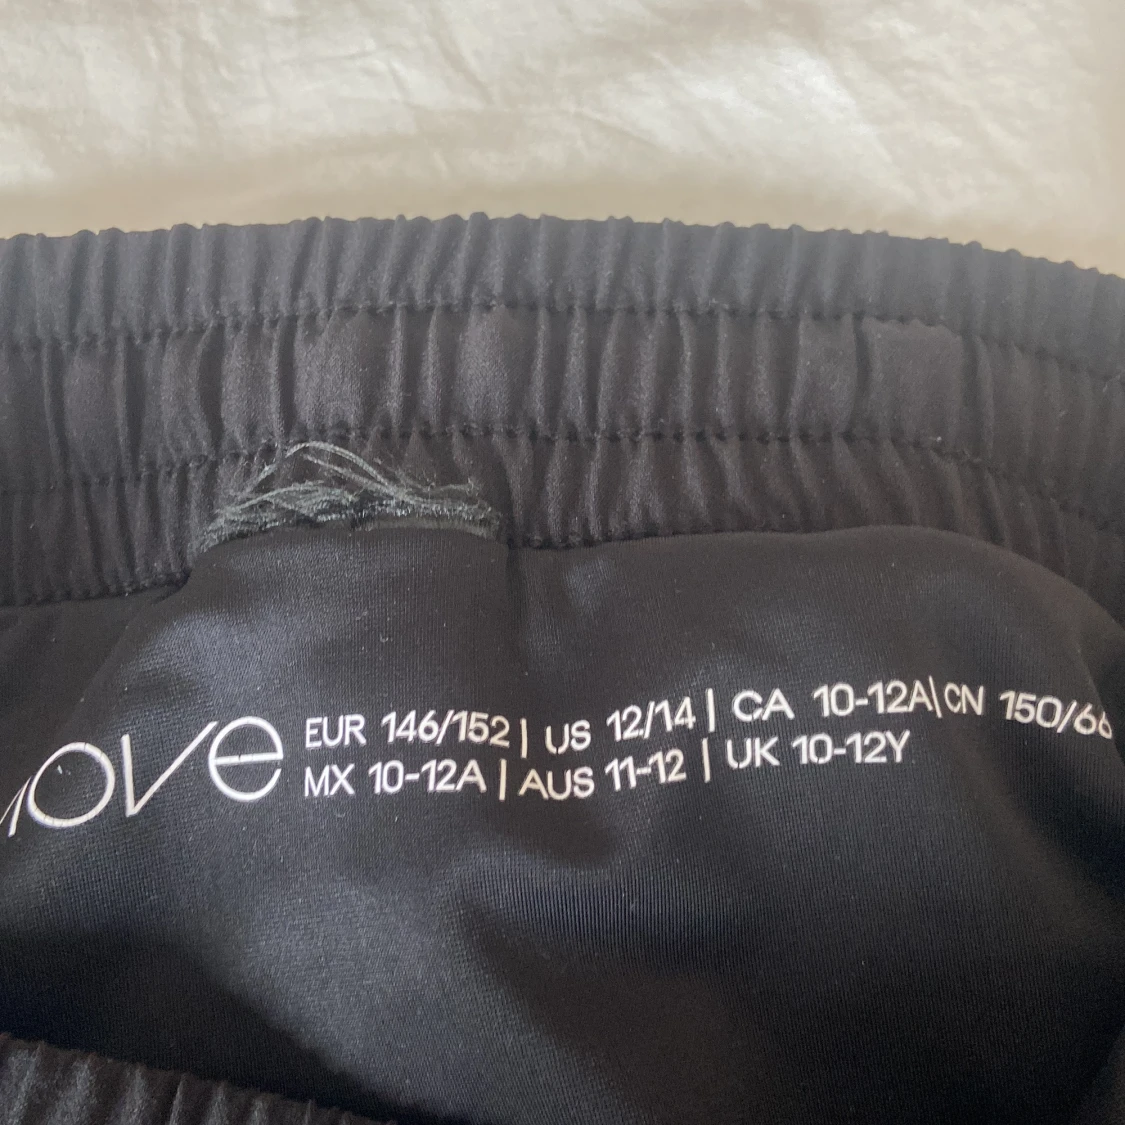 ove
EUR 146/152 | US 12/14 | CA 10-12A | CN 150/66
MX 10-12A | AUS 11-12 | UK 10-12Y